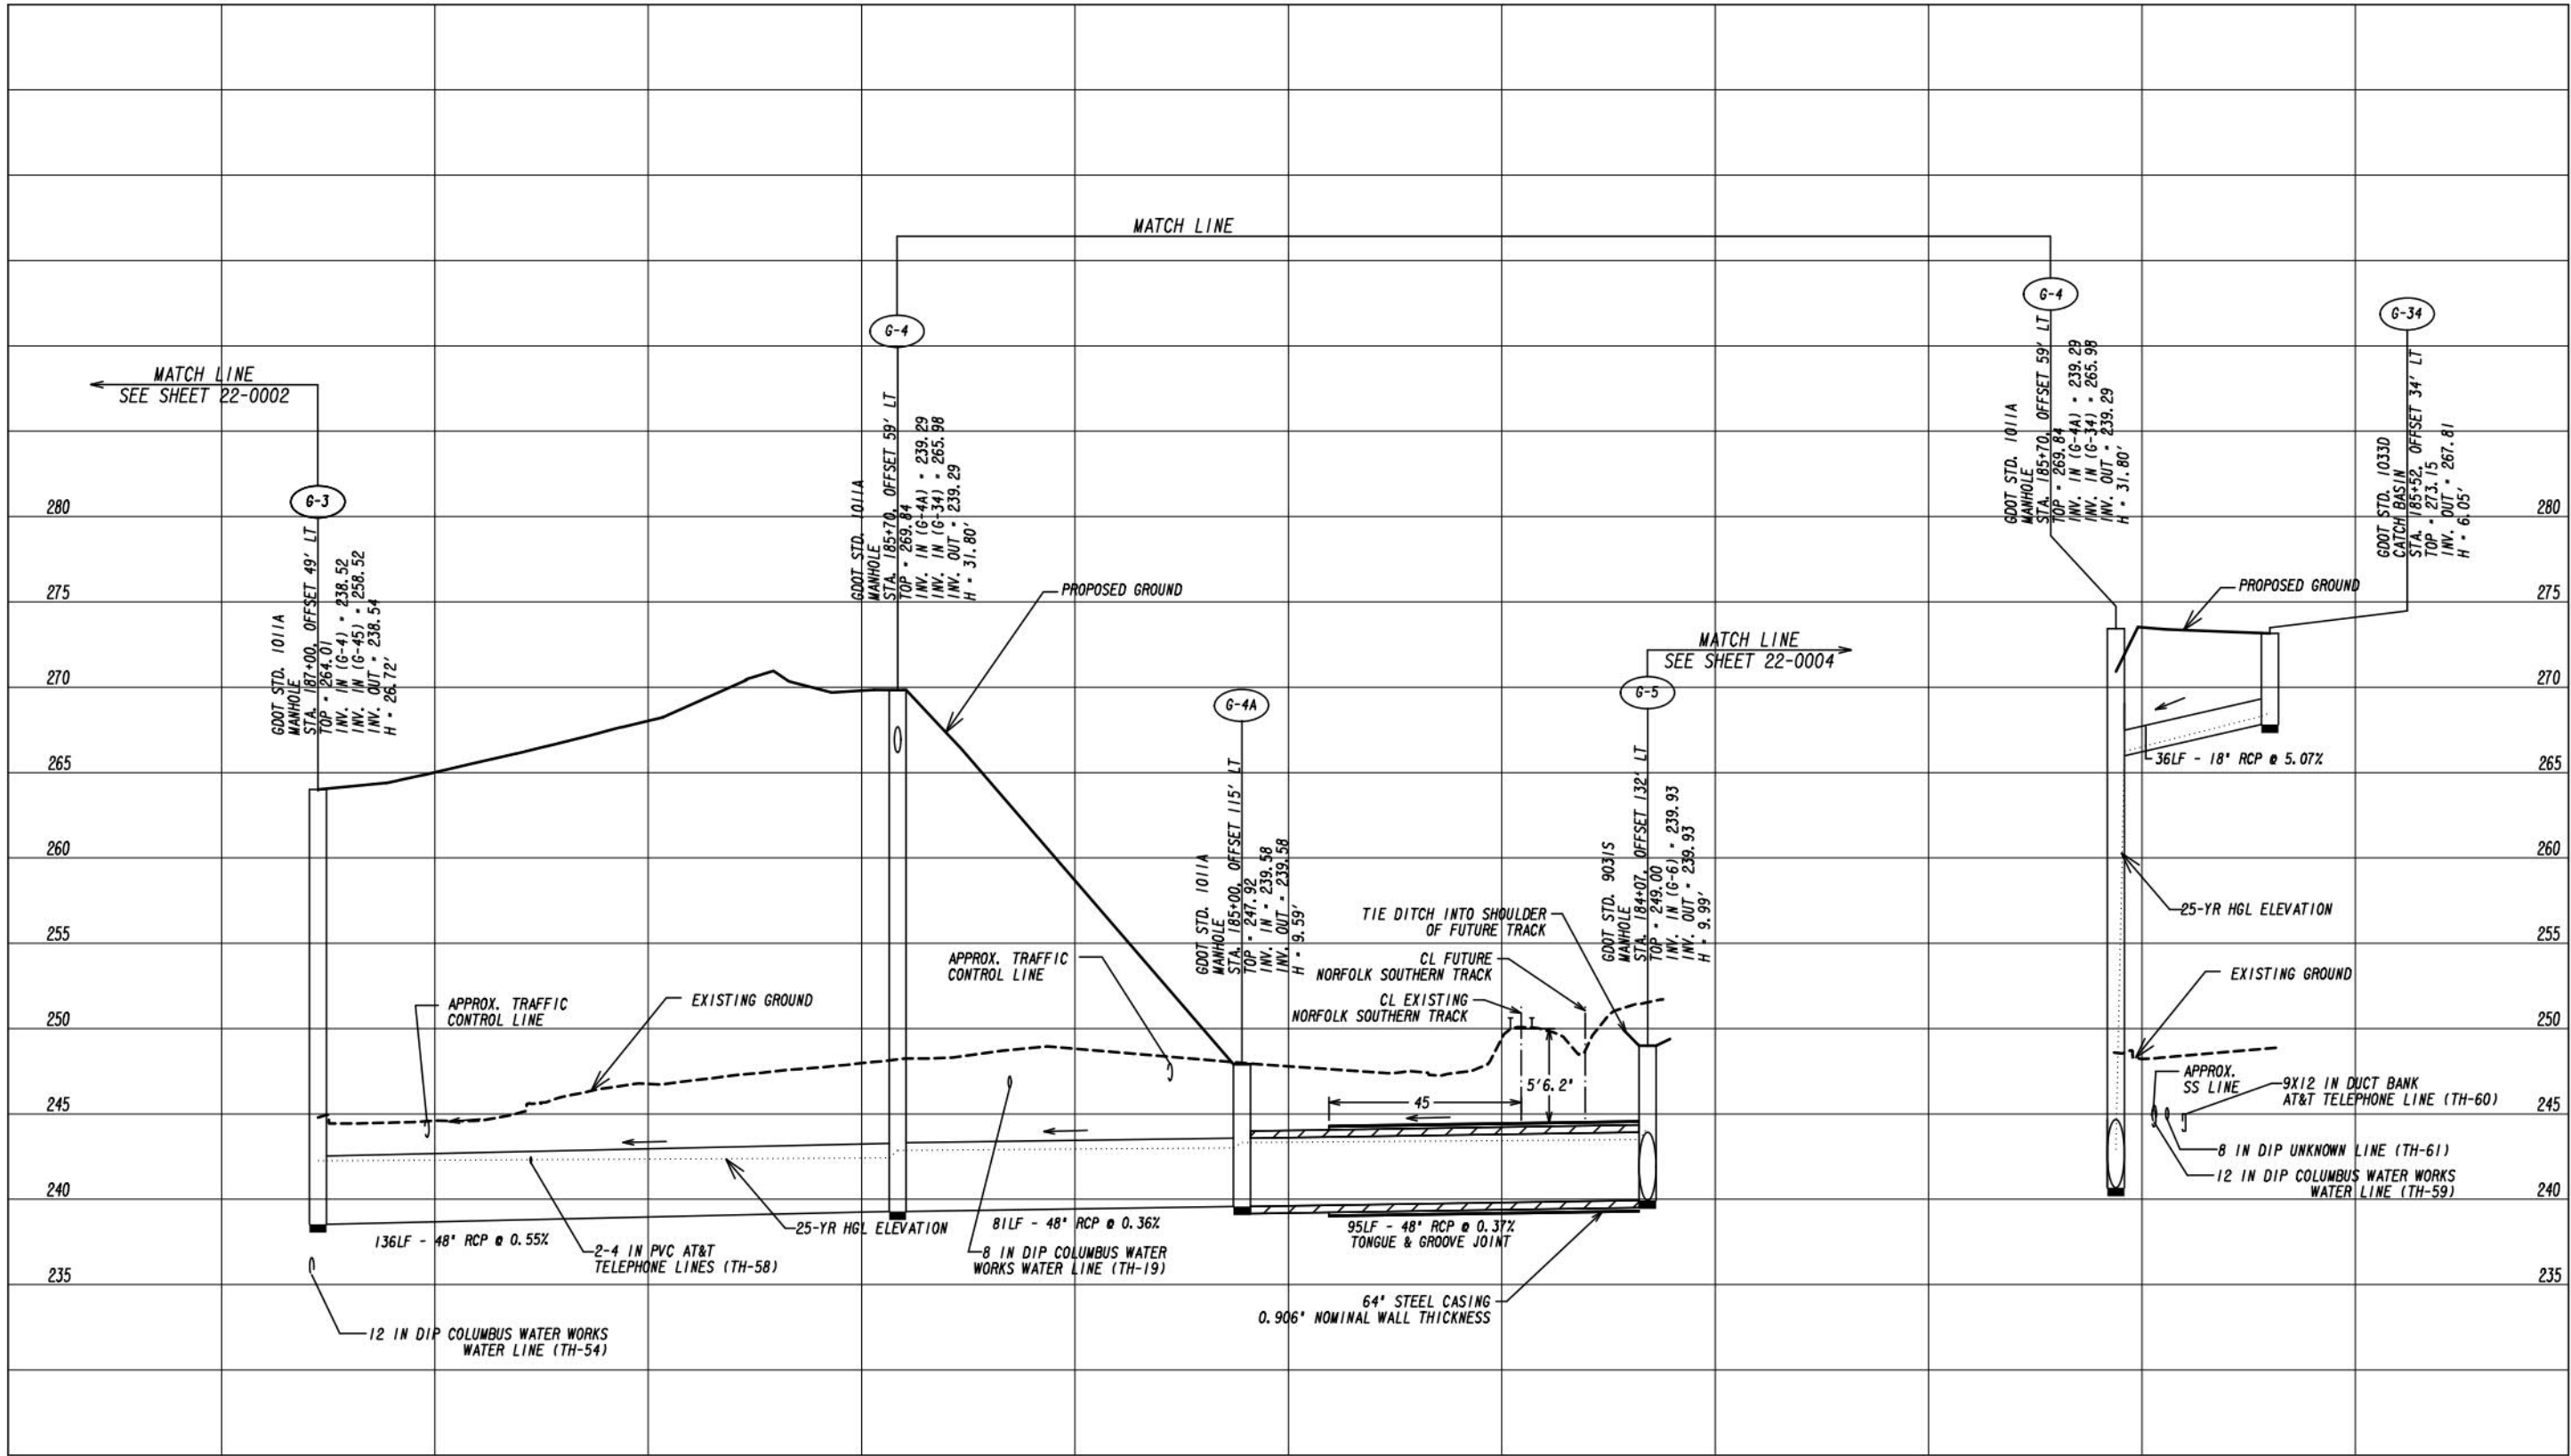 MATCH LINE
MATCH LINE
SEE SHEET 22-0002
G-3
GDOT STD. 1011A
MANHOLE
STA. 187+00, OFFSET 49' LT
TOP = 264.01
INV. IN (G-4) = 238.52
INV. IN (G-45) = 258.52
INV. OUT = 238.54
H = 26.72'
G-4
GDOT STD. 1011A
MANHOLE
STA. 185+70, OFFSET 59' LT
TOP = 269.84
INV. IN (G-4A) = 239.29
INV. IN (G-34) = 265.98
INV. OUT = 239.29
H = 31.80'
PROPOSED GROUND
G-4A
GDOT STD. 1011A
MANHOLE
STA. 185+00, OFFSET 115' LT
TOP = 247.92
INV. IN = 239.58
INV. OUT = 239.58
H = 9.59'
MATCH LINE
SEE SHEET 22-0004
G-5
GDOT STD. 9031S
MANHOLE
STA. 184+07, OFFSET 132' LT
TOP = 249.00
INV. IN (G-6) = 239.93
INV. OUT = 239.93
H = 9.99'
G-4
GDOT STD. 1011A
MANHOLE
STA. 185+70, OFFSET 59' LT
TOP = 269.84
INV. IN (G-4A) = 239.29
INV. IN (G-34) = 265.98
INV. OUT = 239.29
H = 31.80'
G-34
GDOT STD. 1033D
CATCH BASIN
STA. 185+52, OFFSET 34' LT
TOP = 273.15
INV. OUT = 267.81
H = 6.05'
PROPOSED GROUND
36LF - 18" RCP @ 5.07%
25-YR HGL ELEVATION
EXISTING GROUND
APPROX.
SS LINE
9X12 IN DUCT BANK
AT&T TELEPHONE LINE (TH-60)
8 IN DIP UNKNOWN LINE (TH-61)
12 IN DIP COLUMBUS WATER WORKS
WATER LINE (TH-59)
TIE DITCH INTO SHOULDER
OF FUTURE TRACK
CL FUTURE
NORFOLK SOUTHERN TRACK
CL EXISTING
NORFOLK SOUTHERN TRACK
APPROX. TRAFFIC
CONTROL LINE
EXISTING GROUND
APPROX. TRAFFIC
CONTROL LINE
45
5'6.2"
136LF - 48" RCP @ 0.55%
2-4 IN PVC AT&T
TELEPHONE LINES (TH-58)
25-YR HGL ELEVATION
81LF - 48" RCP @ 0.36%
8 IN DIP COLUMBUS WATER
WORKS WATER LINE (TH-19)
95LF - 48" RCP @ 0.37%
TONGUE & GROOVE JOINT
64" STEEL CASING
0.906" NOMINAL WALL THICKNESS
12 IN DIP COLUMBUS WATER WORKS
WATER LINE (TH-54)
280
275
270
265
260
255
250
245
240
235
280
275
270
265
260
255
250
245
240
235